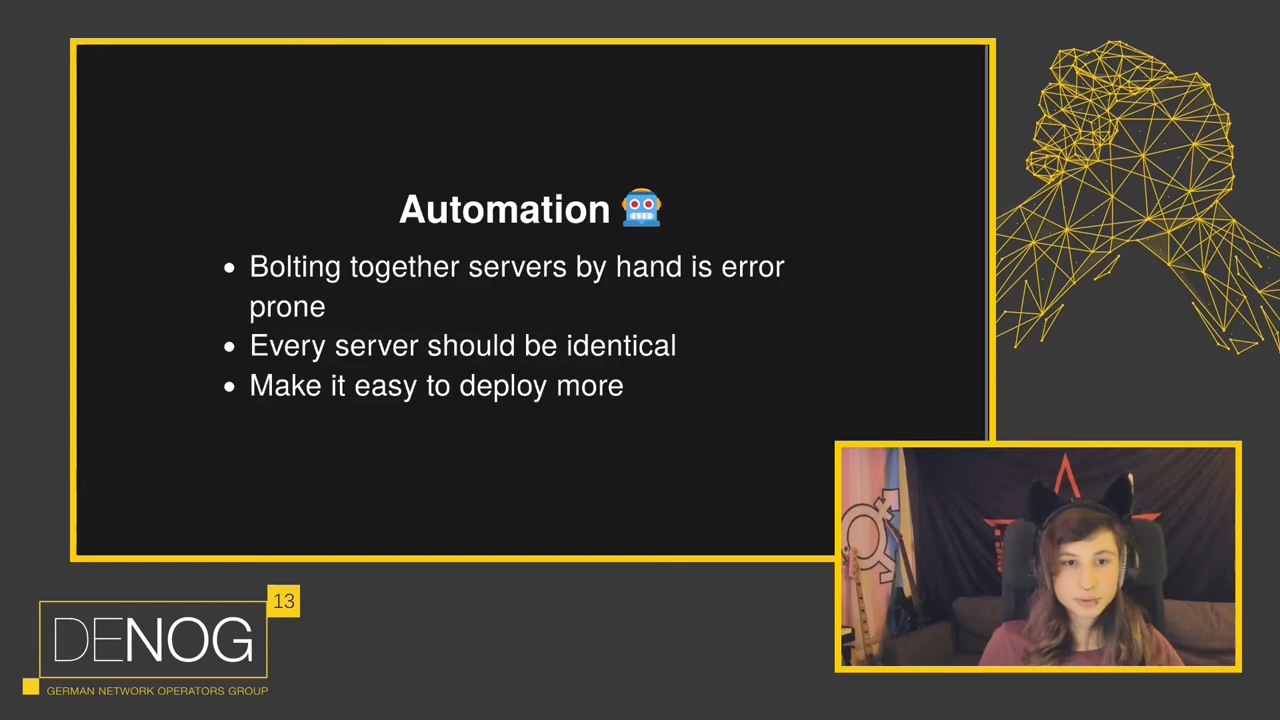 Automation 🤖
• Bolting together servers by hand is error
prone
• Every server should be identical
• Make it easy to deploy more
13
DENOG
GERMAN NETWORK OPERATORS GROUP